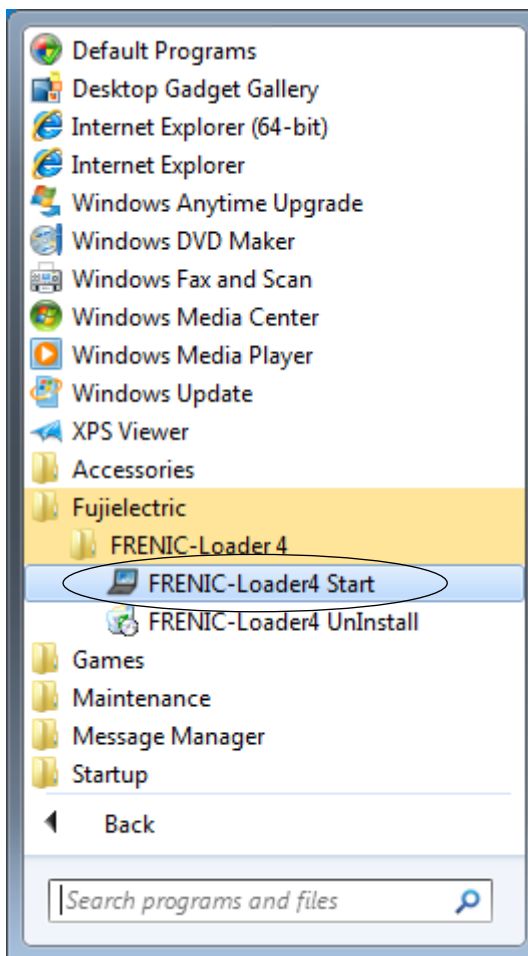 Default Programs
Desktop Gadget Gallery
Internet Explorer (64-bit)
Internet Explorer
Windows Anytime Upgrade
Windows DVD Maker
Windows Fax and Scan
Windows Media Center
Windows Media Player
Windows Update
XPS Viewer
Accessories
Fujielectric
FRENIC-Loader 4
FRENIC-Loader4 Start
FRENIC-Loader4 UnInstall
Games
Maintenance
Message Manager
Startup
Back
Search programs and files